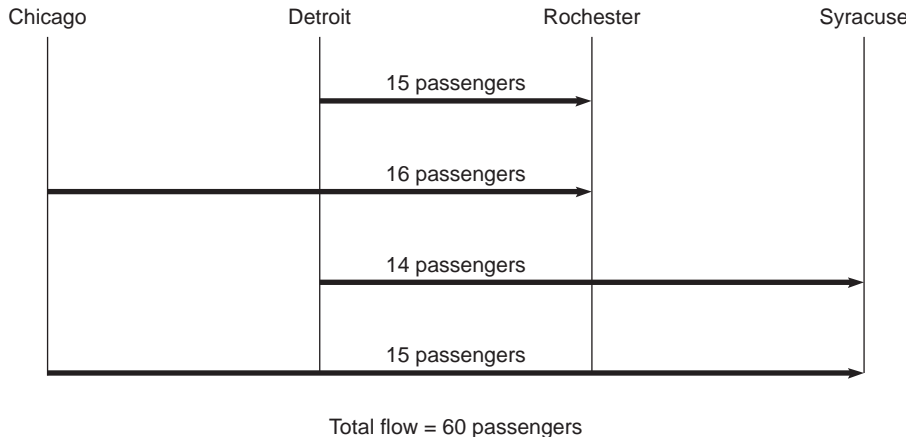 Chicago Detroit Rochester Syracuse
15 passengers
16 passengers
14 passengers
15 passengers
Total flow = 60 passengers